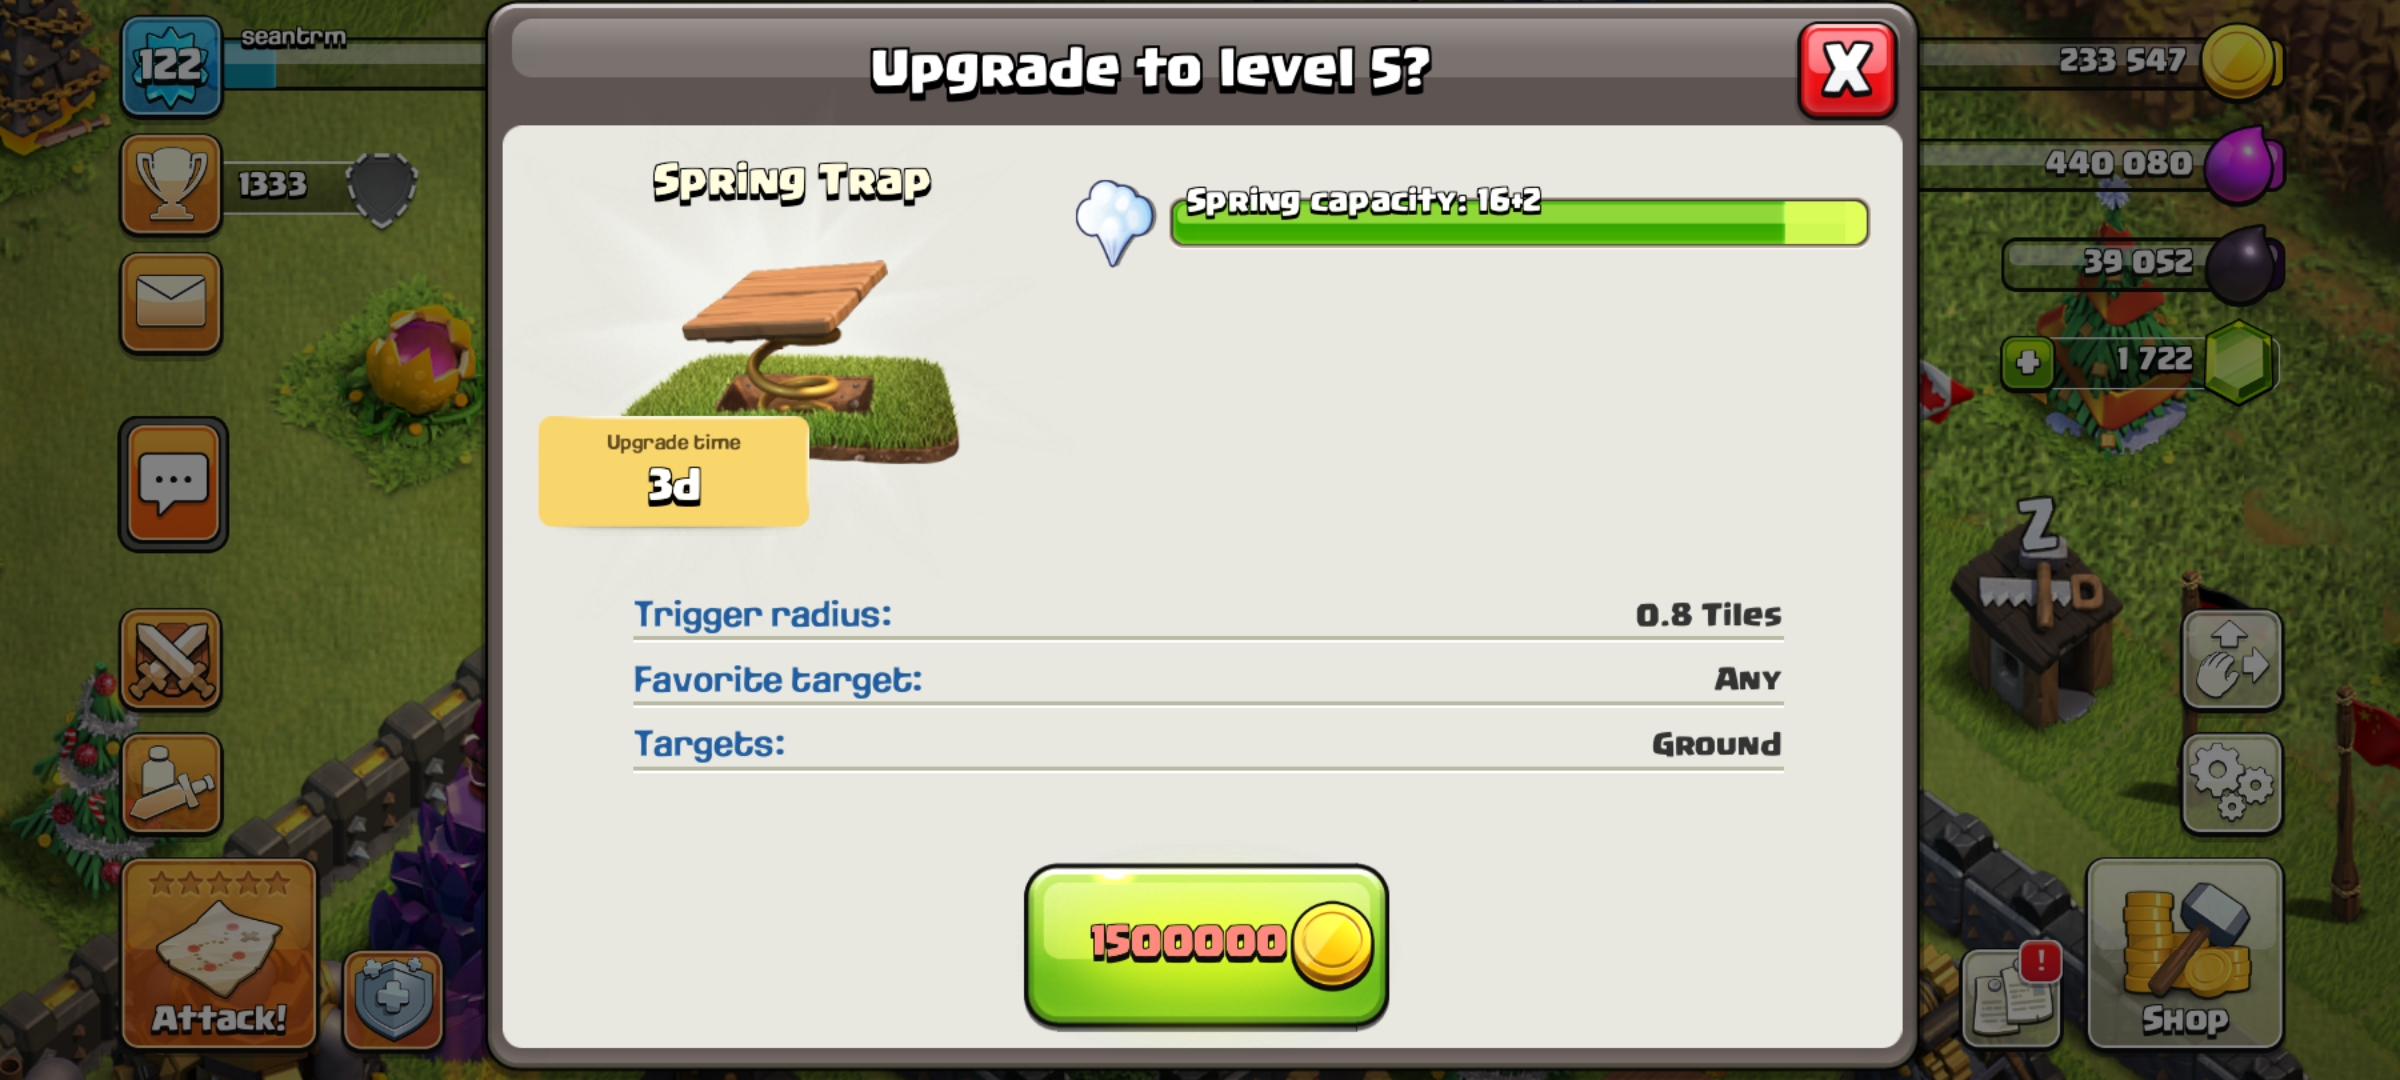 122
seantrm
1333
Attack!
Upgrade to level 5?
X
Spring Trap
Spring capacity: 16+2
Upgrade time
3d
Trigger radius: 0.8 Tiles
Favorite target: Any
Targets: Ground
1500000
233 547
440 080
39 052
+ 1 722
Z
!
Shop